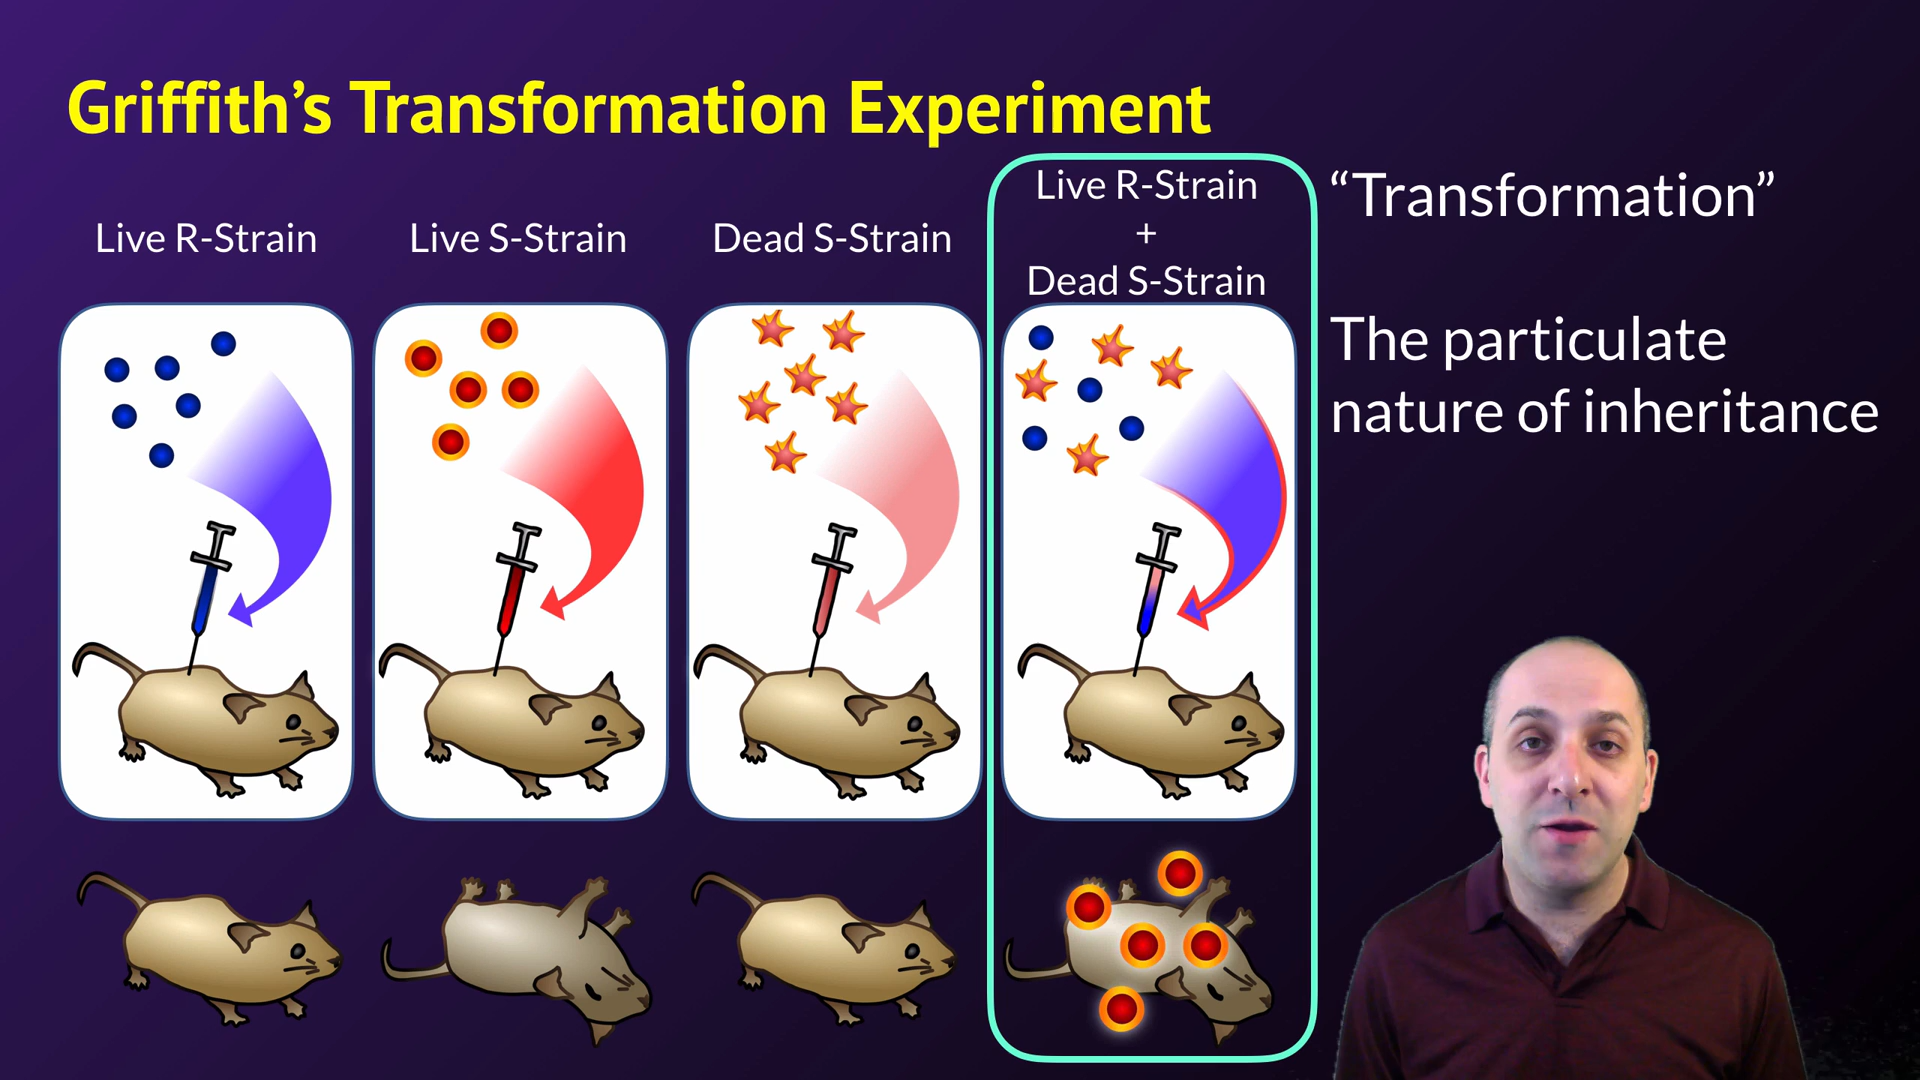 Griffith’s Transformation Experiment
Live R-Strain
Live S-Strain
Dead S-Strain
Live R-Strain
+
Dead S-Strain
“Transformation”
The particulate
nature of inheritance